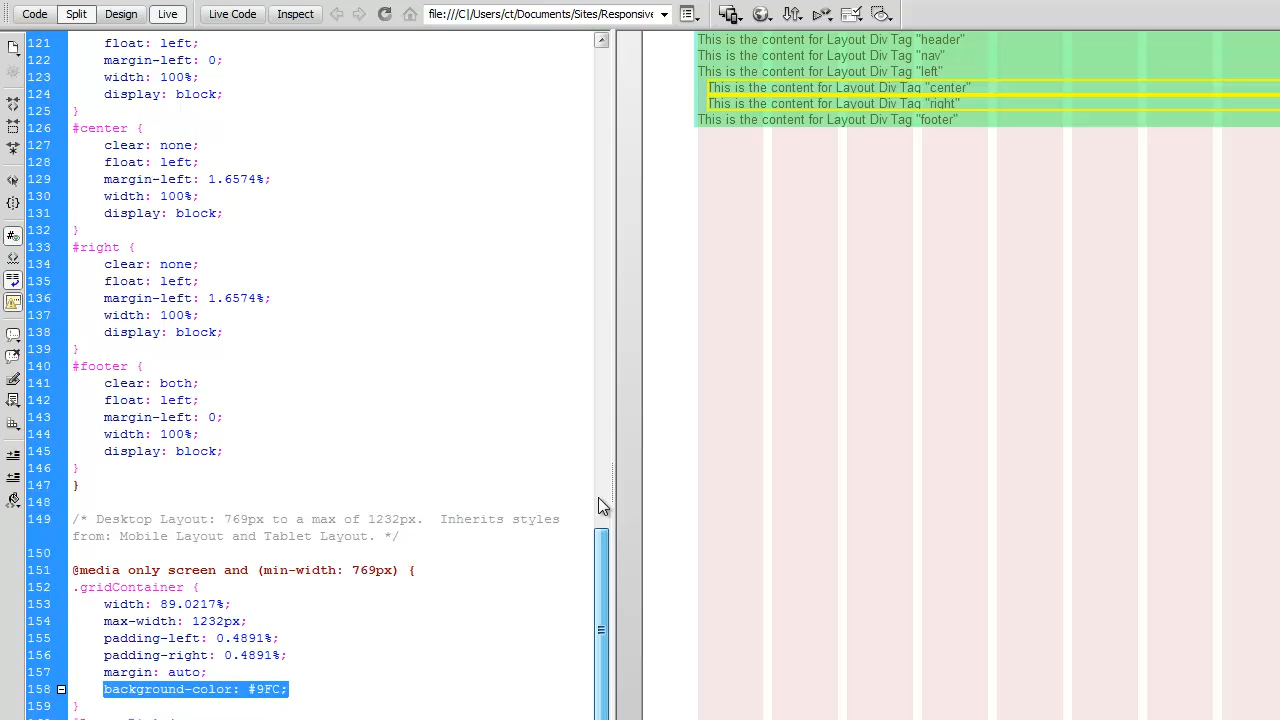 Code Split Design Live Live Code Inspect file:///C|/Users/ct/Documents/Sites/Responsive
121 float: left;
122 margin-left: 0;
123 width: 100%;
124 display: block;
125 }
126 #center {
127 clear: none;
128 float: left;
129 margin-left: 1.6574%;
130 width: 100%;
131 display: block;
132 }
133 #right {
134 clear: none;
135 float: left;
136 margin-left: 1.6574%;
137 width: 100%;
138 display: block;
139 }
140 #footer {
141 clear: both;
142 float: left;
143 margin-left: 0;
144 width: 100%;
145 display: block;
146 }
147 }
148
149 /* Desktop Layout: 769px to a max of 1232px. Inherits styles
from: Mobile Layout and Tablet Layout. */
150
151 @media only screen and (min-width: 769px) {
152 .gridContainer {
153 width: 89.0217%;
154 max-width: 1232px;
155 padding-left: 0.4891%;
156 padding-right: 0.4891%;
157 margin: auto;
158 background-color: #9FC;
159 }
This is the content for Layout Div Tag "header"
This is the content for Layout Div Tag "nav"
This is the content for Layout Div Tag "left"
This is the content for Layout Div Tag "center"
This is the content for Layout Div Tag "right"
This is the content for Layout Div Tag "footer"